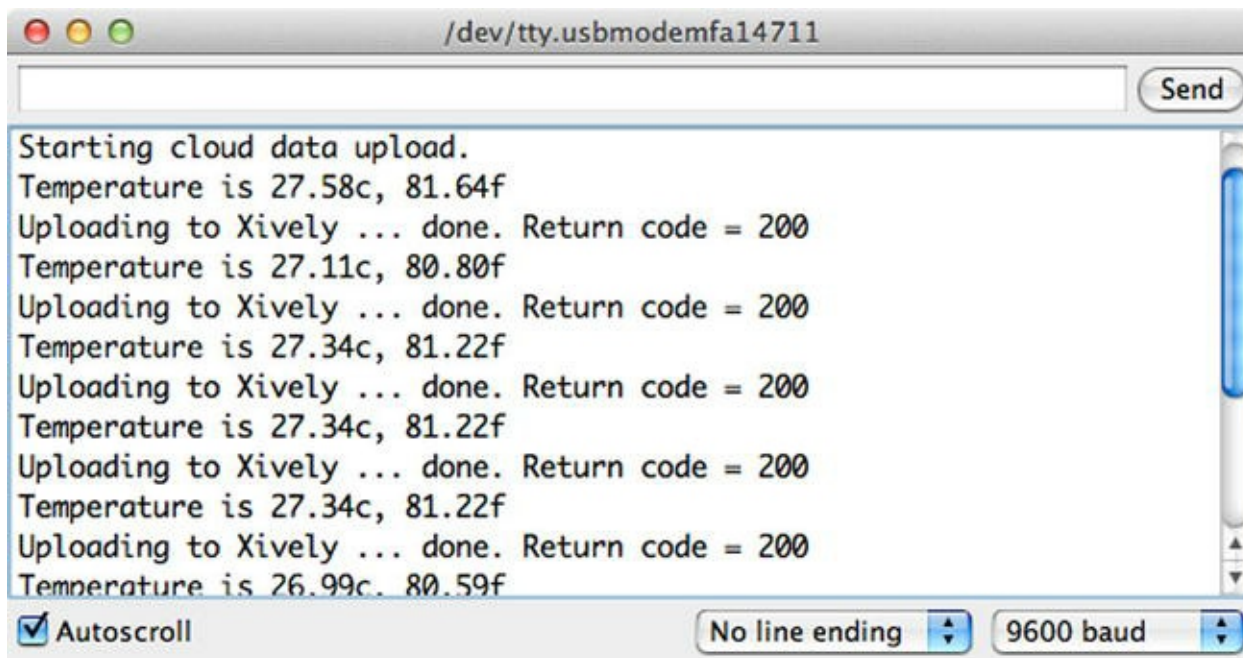 /dev/tty.usbmodemfa14711
Send
Starting cloud data upload.
Temperature is 27.58c, 81.64f
Uploading to Xively ... done. Return code = 200
Temperature is 27.11c, 80.80f
Uploading to Xively ... done. Return code = 200
Temperature is 27.34c, 81.22f
Uploading to Xively ... done. Return code = 200
Temperature is 27.34c, 81.22f
Uploading to Xively ... done. Return code = 200
Temperature is 27.34c, 81.22f
Uploading to Xively ... done. Return code = 200
Temperature is 26.99c, 80.59f
Autoscroll
No line ending
9600 baud